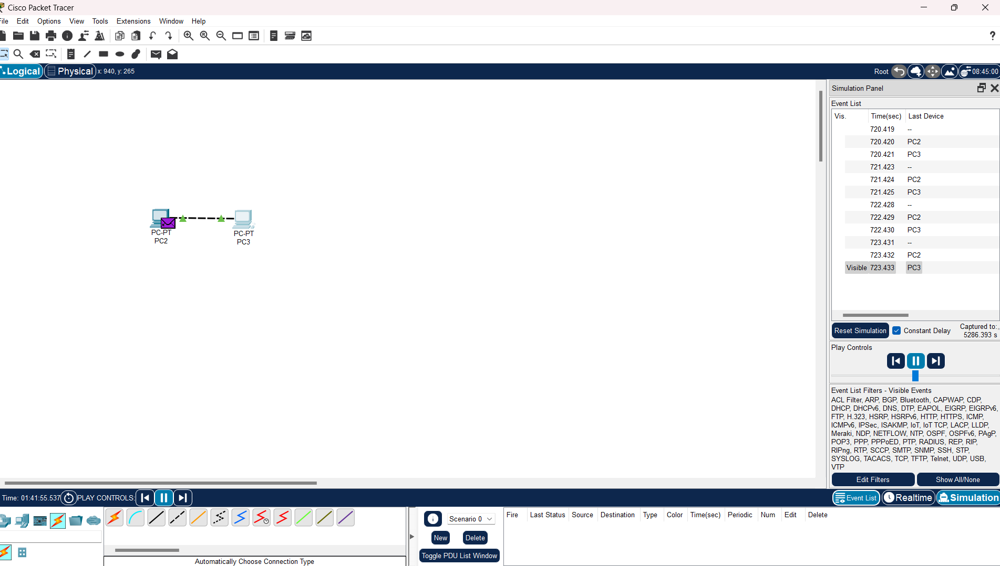 Cisco Packet Tracer
File Edit Options View Tools Extensions Window Help
?
Logical Physical x: 940, y: 265 Root 08:45:00
Simulation Panel
Event List
Vis. Time(sec) Last Device
720.419 --
720.420 PC2
720.421 PC3
721.423 --
721.424 PC2
721.425 PC3
722.428 --
722.429 PC2
722.430 PC3
723.431 --
723.432 PC2
Visible 723.433 PC3
PC-PT
PC2
PC-PT
PC3
Reset Simulation Constant Delay Captured to:
5286.393 s
Play Controls
Event List Filters - Visible Events
ACL Filter, ARP, BGP, Bluetooth, CAPWAP, CDP,
DHCP, DHCPv6, DNS, DTP, EAPOL, EIGRP, EIGRPv6,
FTP, H.323, HSRP, HSRPv6, HTTP, HTTPS, ICMP,
ICMPv6, IPSec, ISAKMP, IoT, IoT TCP, LACP, LLDP,
Meraki, NDP, NETFLOW, NTP, OSPF, OSPFv6, PAgP,
POP3, PPP, PPPoED, PTP, RADIUS, REP, RIP,
RIPng, RTP, SCCP, SMTP, SNMP, SSH, STP,
SYSLOG, TACACS, TCP, TFTP, Telnet, UDP, USB,
VTP
Edit Filters Show All/None
Time: 01:41:55.537 PLAY CONTROLS: Event List Realtime Simulation
Scenario 0
New Delete
Toggle PDU List Window
Fire Last Status Source Destination Type Color Time(sec) Periodic Num Edit Delete
Automatically Choose Connection Type